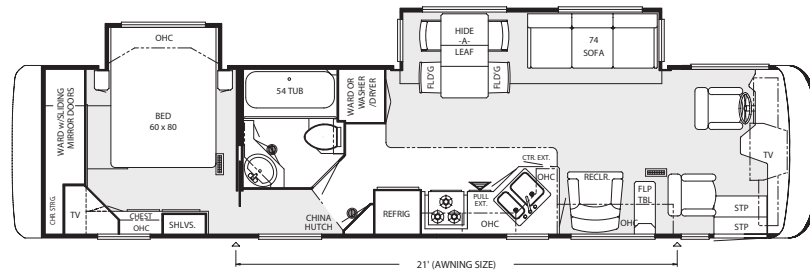 OHC
BED
60 x 80
WARD w/SLIDING
MIRROR DOORS
CHR STRG.
TV
CHEST
OHC
SHLVS.
54 TUB
WARD OR
WASHER
/DRYER
CHINA
HUTCH
REFRIG
HIDE
-A-
LEAF
FLD'G
FLD'G
74
SOFA
CTR. EXT.
OHC
PULL
EXT.
OHC
RECLR.
FLP
TBL
OHC
TV
STP
STP
21' (AWNING SIZE)